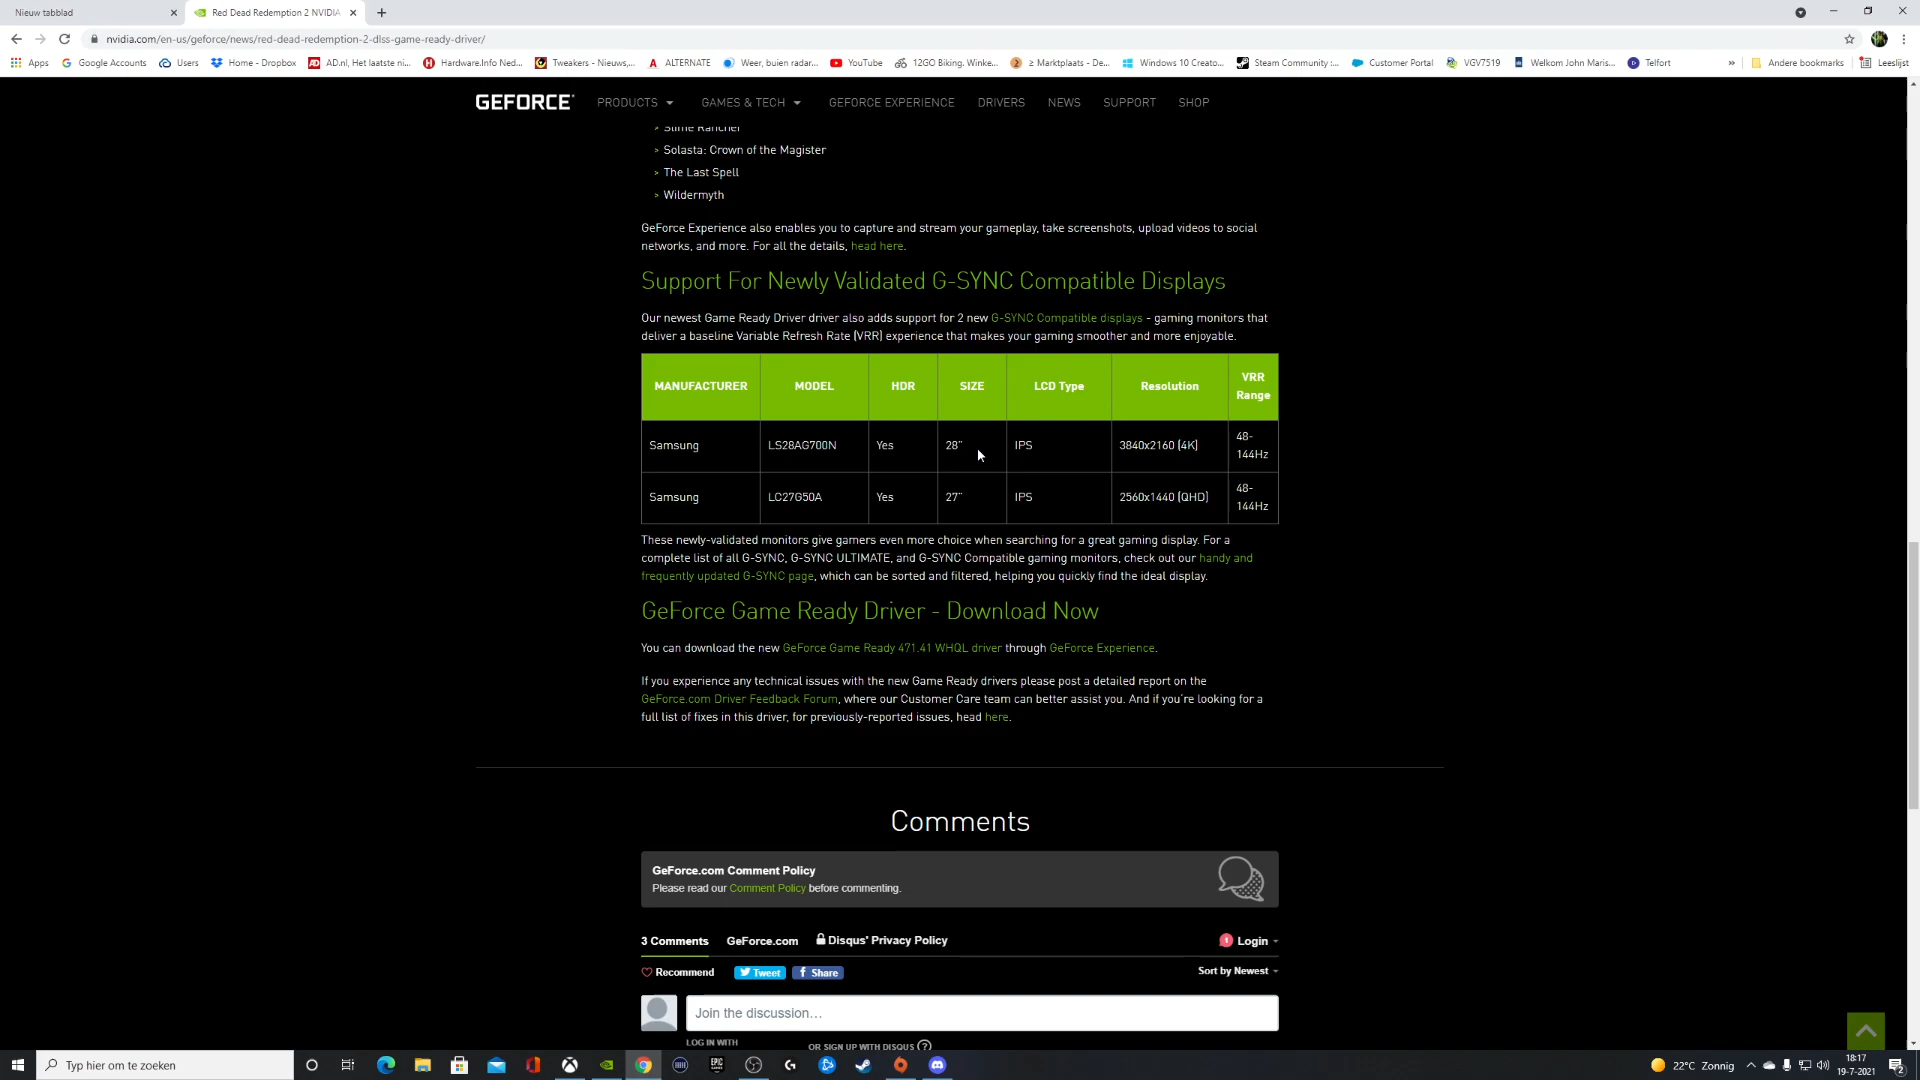 Nieuw tabblad
Red Dead Redemption 2 NVIDIA
nvidia.com/en-us/geforce/news/red-dead-redemption-2-dlss-game-ready-driver/
Apps Google Accounts Users Home - Dropbox AD.nl, Het laatste ni... Hardware.Info Ned... Tweakers - Nieuws,... ALTERNATE Weer, buien radar... YouTube 12GO Biking. Winke... ≥ Marktplaats - De... Windows 10 Creato... Steam Community :... Customer Portal VGV7519 Welkom John Maris... Telfort » Andere bookmarks Leeslijst
GEFORCE PRODUCTS GAMES & TECH GEFORCE EXPERIENCE DRIVERS NEWS SUPPORT SHOP
> Slime Rancher
> Solasta: Crown of the Magister
> The Last Spell
> Wildermyth
GeForce Experience also enables you to capture and stream your gameplay, take screenshots, upload videos to social
networks, and more. For all the details, head here.
Support For Newly Validated G-SYNC Compatible Displays
Our newest Game Ready Driver driver also adds support for 2 new G-SYNC Compatible displays - gaming monitors that
deliver a baseline Variable Refresh Rate (VRR) experience that makes your gaming smoother and more enjoyable.
MANUFACTURER MODEL HDR SIZE LCD Type Resolution VRR Range
Samsung LS28AG700N Yes 28" IPS 3840x2160 (4K) 48-144Hz
Samsung LC27G50A Yes 27" IPS 2560x1440 (QHD) 48-144Hz
These newly-validated monitors give gamers even more choice when searching for a great gaming display. For a
complete list of all G-SYNC, G-SYNC ULTIMATE, and G-SYNC Compatible gaming monitors, check out our handy and
frequently updated G-SYNC page, which can be sorted and filtered, helping you quickly find the ideal display.
GeForce Game Ready Driver - Download Now
You can download the new GeForce Game Ready 471.41 WHQL driver through GeForce Experience.
If you experience any technical issues with the new Game Ready drivers please post a detailed report on the
GeForce.com Driver Feedback Forum, where our Customer Care team can better assist you. And if you're looking for a
full list of fixes in this driver, for previously-reported issues, head here.
Comments
GeForce.com Comment Policy
Please read our Comment Policy before commenting.
3 Comments GeForce.com Disqus' Privacy Policy 1 Login
Recommend Tweet Share Sort by Newest
Join the discussion...
LOG IN WITH OR SIGN UP WITH DISQUS ?
Typ hier om te zoeken
EPIC GAMES
22°C Zonnig
18:17
19-7-2021
2